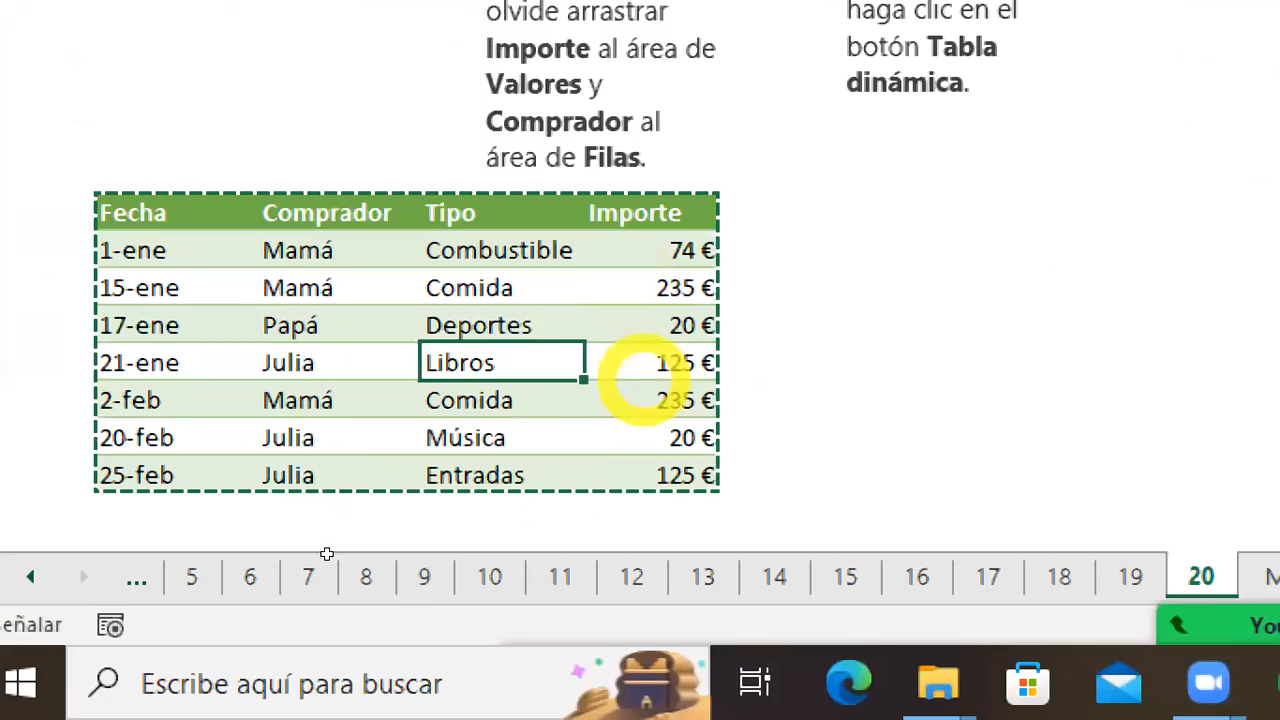 olvide arrastrar
Importe al área de
Valores y
Comprador al
área de Filas.
haga clic en el
botón Tabla
dinámica.
Fecha Comprador Tipo Importe
1-ene Mamá Combustible 74 €
15-ene Mamá Comida 235 €
17-ene Papá Deportes 20 €
21-ene Julia Libros 125 €
2-feb Mamá Comida 235 €
20-feb Julia Música 20 €
25-feb Julia Entradas 125 €
... 5 6 7 8 9 10 11 12 13 14 15 16 17 18 19 20 M
eñalar
You
Escribe aquí para buscar